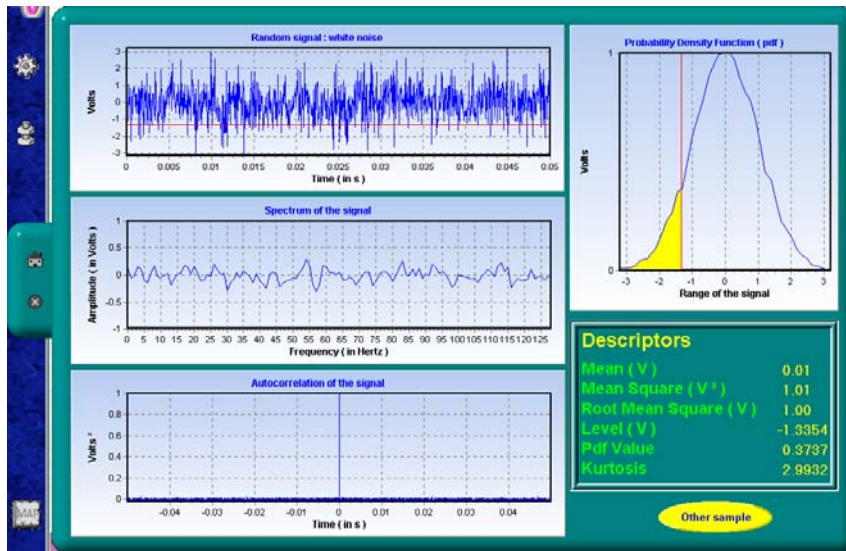 Random signal : white noise
Volts
3
2
1
0
-1
-2
-3
0 0.005 0.01 0.015 0.02 0.025 0.03 0.035 0.04 0.045 0.05
Time ( in s )
Spectrum of the signal
Amplitude ( in Volts )
1
0.5
0
-0.5
-1
0 5 10 15 20 25 30 35 40 45 50 55 60 65 70 75 80 85 90 95 100 105 110 115 120 125
Frequency ( in Hertz )
Autocorrelation of the signal
Volts ²
1
0.8
0.6
0.4
0.2
0
-0.04 -0.03 -0.02 -0.01 0 0.01 0.02 0.03 0.04
Time ( in s )
Probability Density Function ( pdf )
Volts
1
0
-3 -2 -1 0 1 2 3
Range of the signal
Descriptors
Mean ( V ) 0.01
Mean Square ( V ² ) 1.01
Root Mean Square ( V ) 1.00
Level ( V ) -1.3354
Pdf Value 0.3737
Kurtosis 2.9932
Other sample
MAP